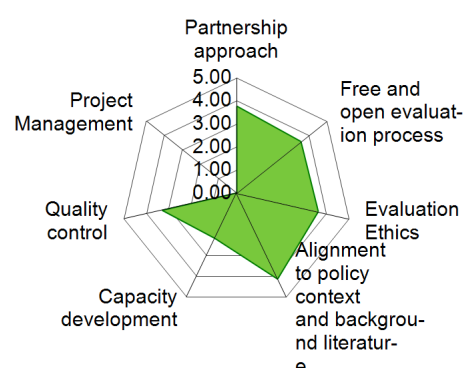 Partnership
approach
5.00
4.00
3.00
2.00
1.00
0.00
Free and
open evaluat-
ion process
Evaluation
Ethics
Alignment
to policy
context
and backgrou-
nd literatur-
e
Capacity
development
Quality
control
Project
Management